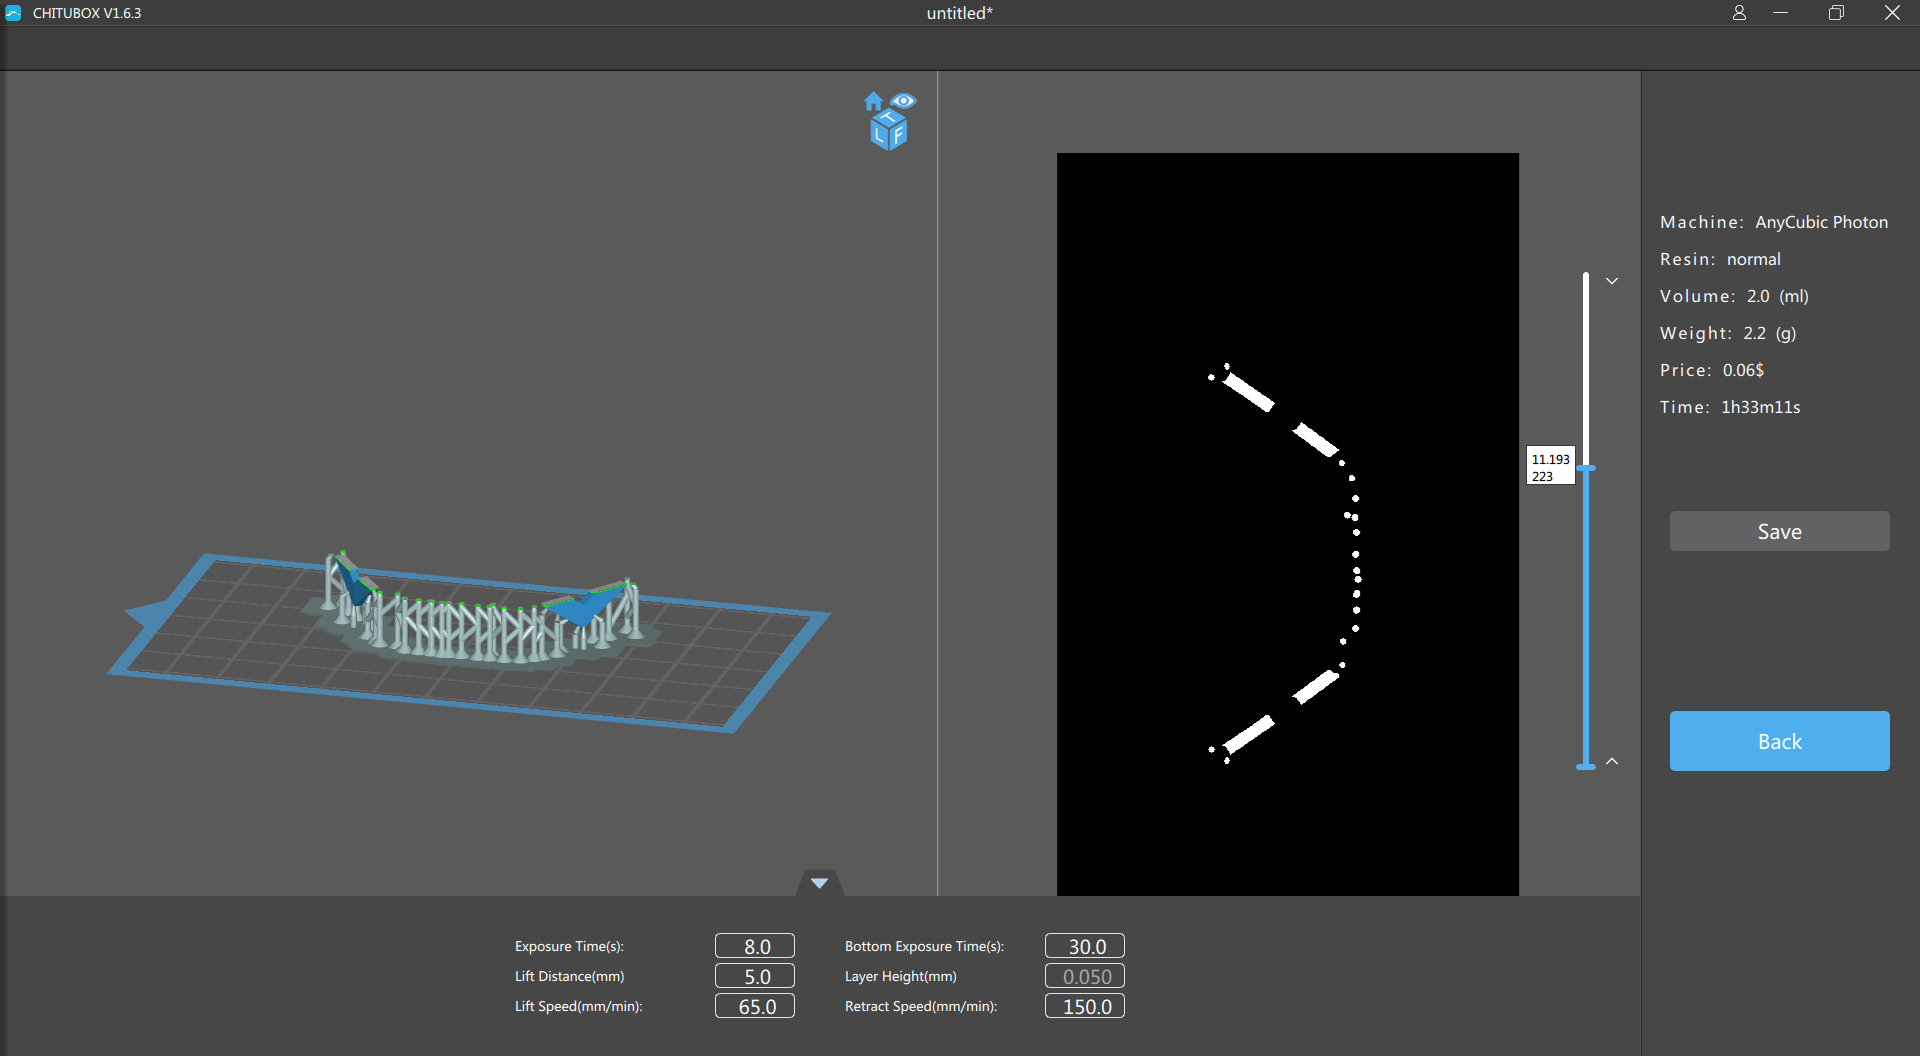 CHITUBOX V1.6.3
untitled*
T
L F
Machine: AnyCubic Photon
Resin: normal
Volume: 2.0 (ml)
Weight: 2.2 (g)
Price: 0.06$
Time: 1h33m11s
11.193
223
Save
Back
Exposure Time(s): 8.0 Bottom Exposure Time(s): 30.0
Lift Distance(mm) 5.0 Layer Height(mm) 0.050
Lift Speed(mm/min): 65.0 Retract Speed(mm/min): 150.0